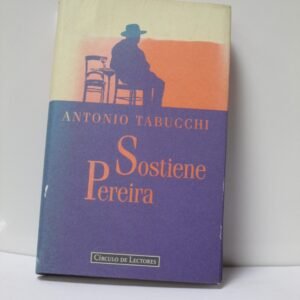 ANTONIO TABUCCHI
Sostiene
Pereira
CÍRCULO DE LECTORES